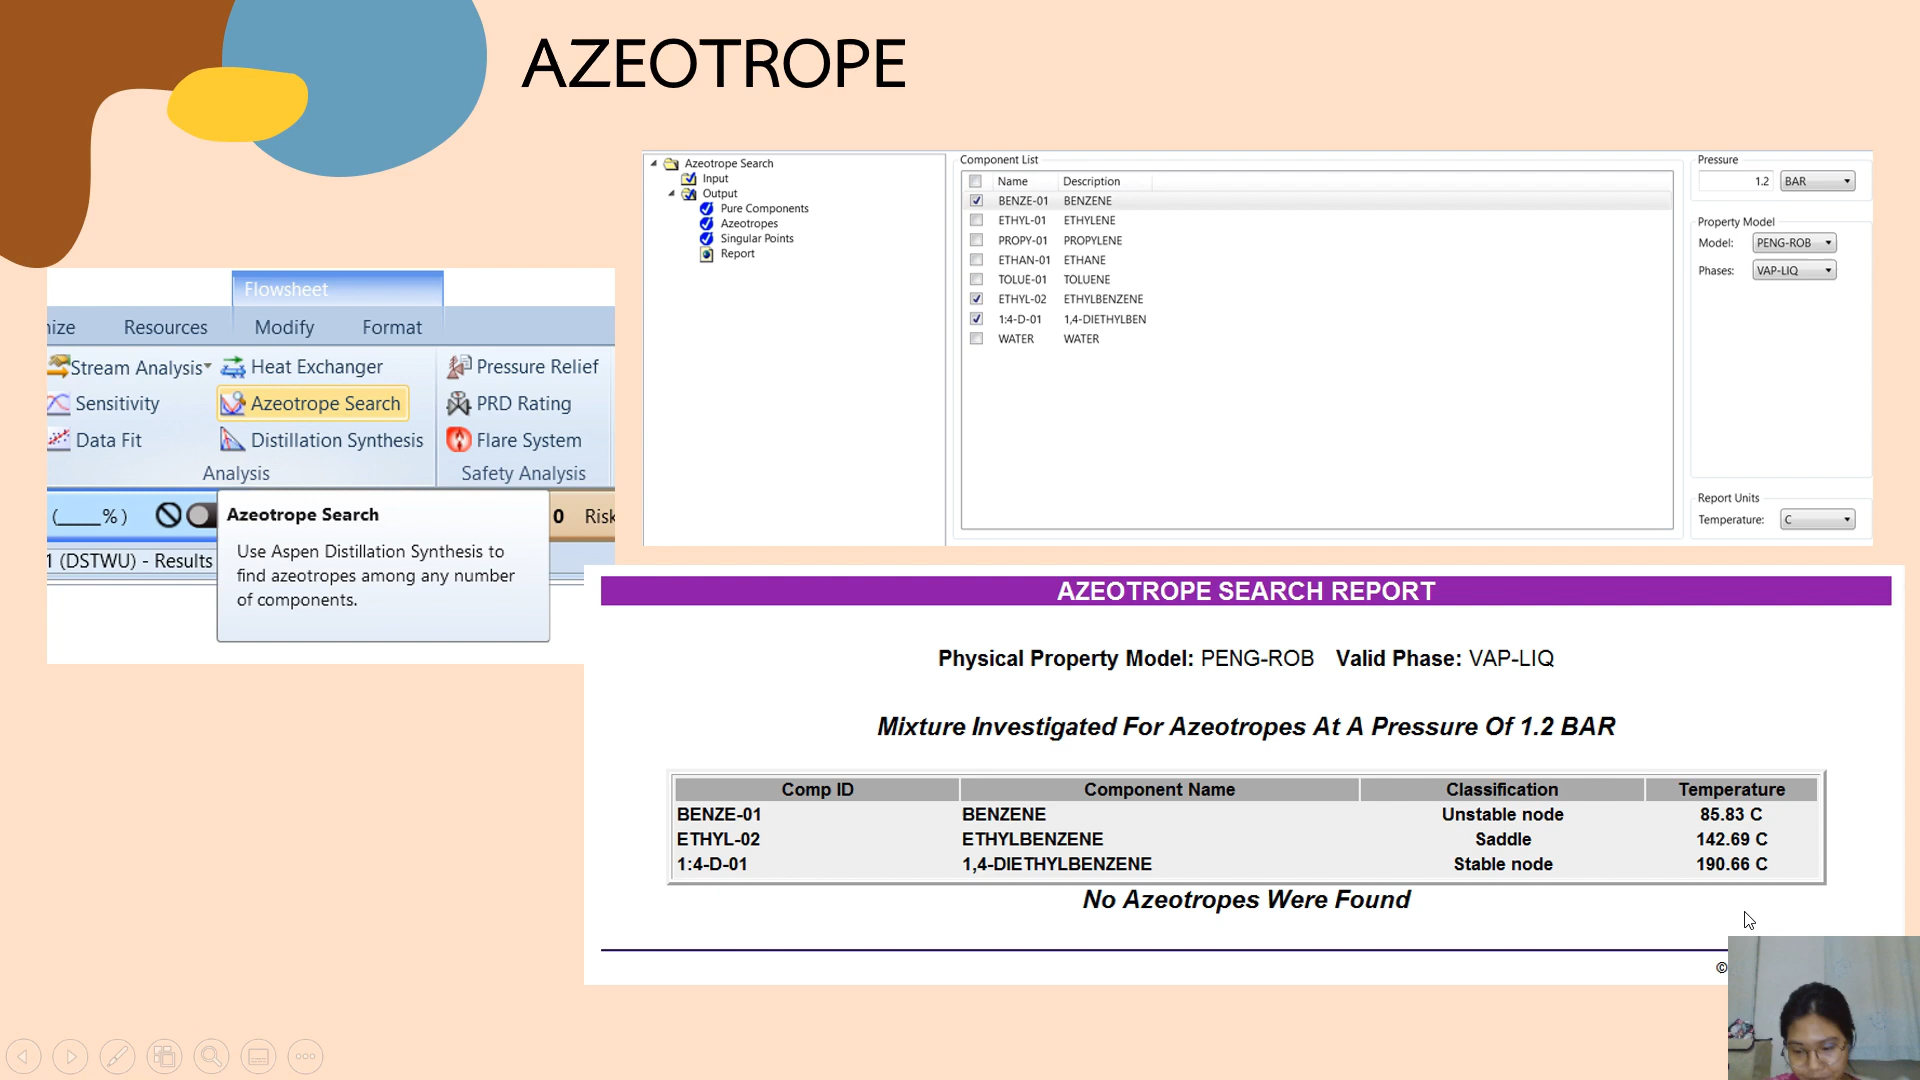 AZEOTROPE
Azeotrope Search
Input
Output
Pure Components
Azeotropes
Singular Points
Report
Component List
Name Description
BENZE-01 BENZENE
ETHYL-01 ETHYLENE
PROPY-01 PROPYLENE
ETHAN-01 ETHANE
TOLUE-01 TOLUENE
ETHYL-02 ETHYLBENZENE
1:4-D-01 1,4-DIETHYLBEN
WATER WATER
Pressure
1.2 BAR
Property Model
Model: PENG-ROB
Phases: VAP-LIQ
Report Units
Temperature: C
Flowsheet
nize Resources Modify Format
Stream Analysis Heat Exchanger Pressure Relief
Sensitivity Azeotrope Search PRD Rating
Data Fit Distillation Synthesis Flare System
Analysis Safety Analysis
(____%) 0 Risk
1 (DSTWU) - Results
Azeotrope Search
Use Aspen Distillation Synthesis to
find azeotropes among any number
of components.
AZEOTROPE SEARCH REPORT
Physical Property Model: PENG-ROB Valid Phase: VAP-LIQ
Mixture Investigated For Azeotropes At A Pressure Of 1.2 BAR
Comp ID Component Name Classification Temperature
BENZE-01 BENZENE Unstable node 85.83 C
ETHYL-02 ETHYLBENZENE Saddle 142.69 C
1:4-D-01 1,4-DIETHYLBENZENE Stable node 190.66 C
No Azeotropes Were Found
©